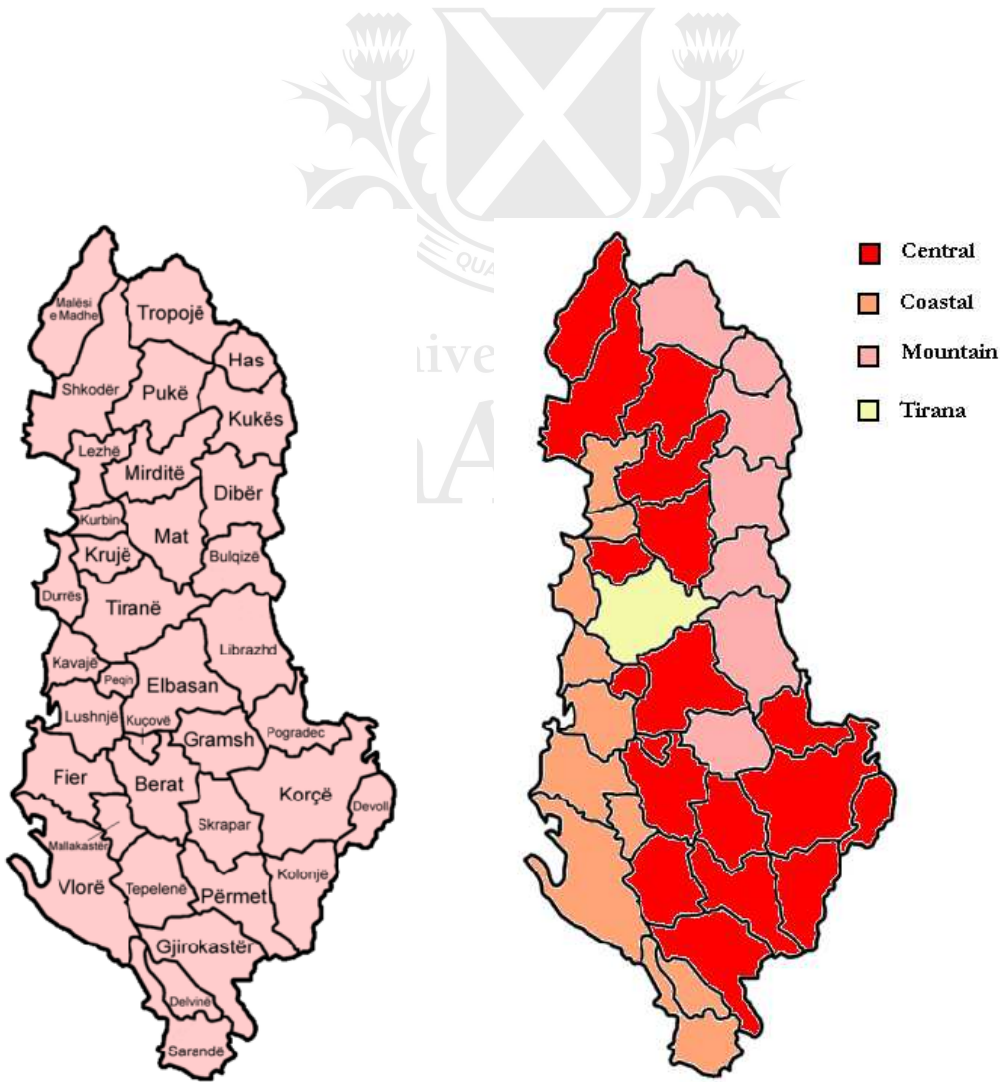 QUA
ive
A
Malësi
e Madhe
Tropojë
Has
Shkodër
Pukë
Kukës
Lezhë
Mirditë
Dibër
Kurbin
Mat
Krujë
Bulqizë
Durrës
Tiranë
Librazhd
Kavajë
Peqin
Elbasan
Lushnjë
Kuçovë
Gramsh
Pogradec
Fier
Berat
Korçë
Devoll
Skrapar
Mallakastër
Vlorë
Tepelenë
Përmet
Kolonjë
Gjirokastër
Delvinë
Sarandë
Central
Coastal
Mountain
Tirana